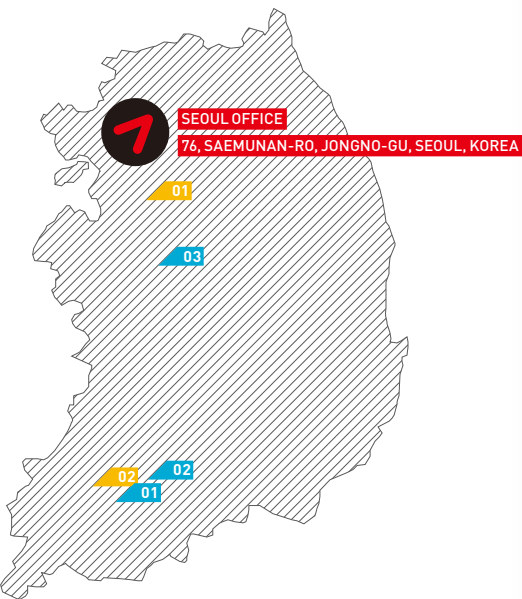 SEOUL OFFICE
76, SAEMUNAN-RO, JONGNO-GU, SEOUL, KOREA
01
03
02
02
01